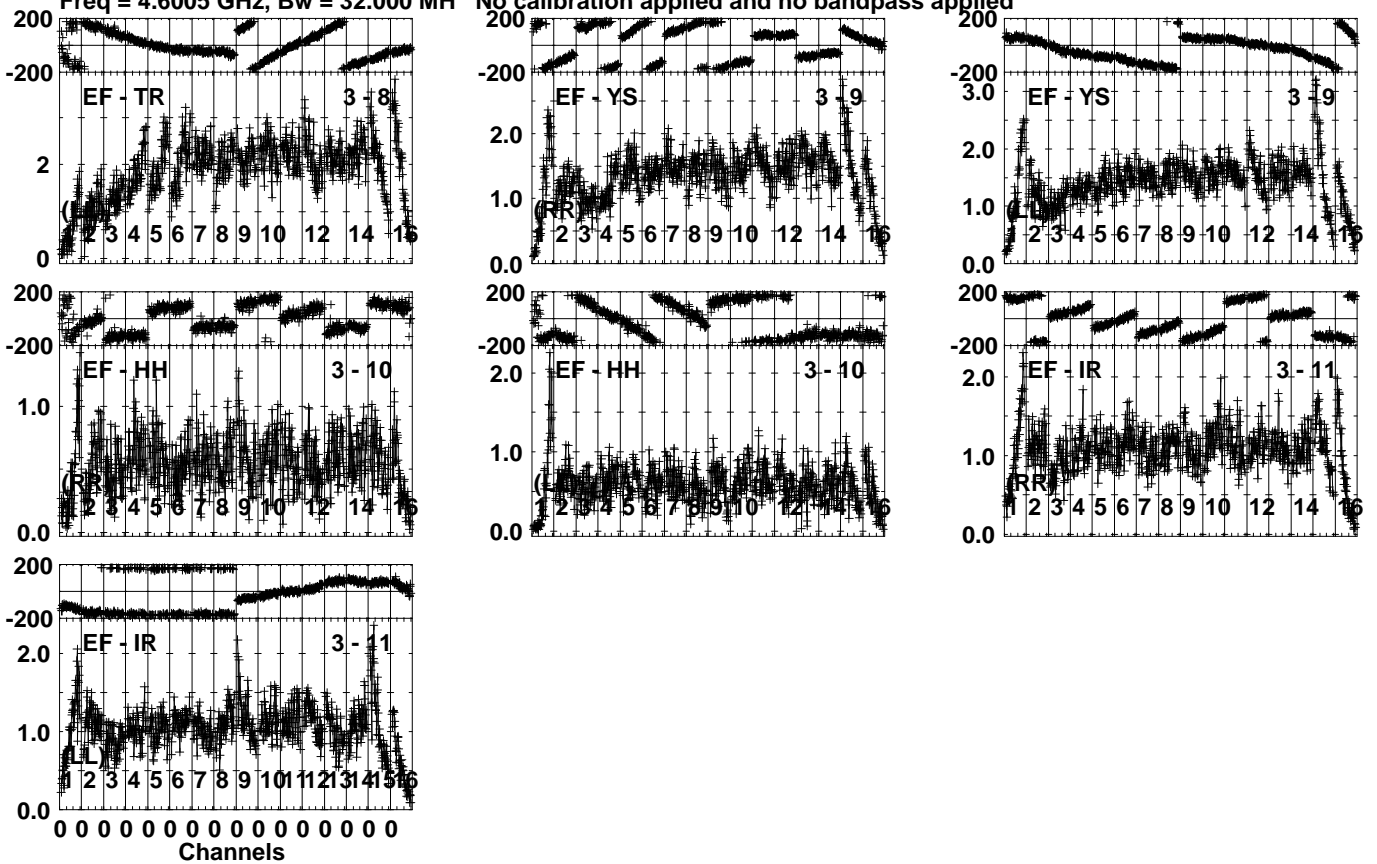 Freq = 4.6005 GHz, Bw = 32.000 MH No calibration applied and no bandpass applied
200 200 200
-200 -200 -200
EF - TR 3 - 8 EF - YS 3 - 9 3.0 EF - YS 3 - 9
2 2.0 2.0
1.0 1.0
(LL) (RR) (LL)
2 3 4 5 6 7 8 9 10 12 14 16 2 3 4 5 6 7 8 9 10 12 14 16 2 3 4 5 6 7 8 9 10 12 14 16
0 0.0 0.0
200 200 200
-200 -200 -200
EF - HH 3 - 10 2.0 EF - HH 3 - 10 2.0 EF - IR 3 - 11
1.0 1.0 1.0
(RR) (LL) (RR)
2 3 4 5 6 7 8 9 10 12 14 16 1 2 3 4 5 6 7 8 9 10 12 14 16 1 2 3 4 5 6 7 8 9 10 12 14 16
0.0 0.0 0.0
200
-200
EF - IR 3 - 11
2.0
1.0
(LL)
1 2 3 4 5 6 7 8 9 10 11 12 13 14 15 16
0.0
0 0 0 0 0 0 0 0 0 0 0 0 0 0 0 0
Channels